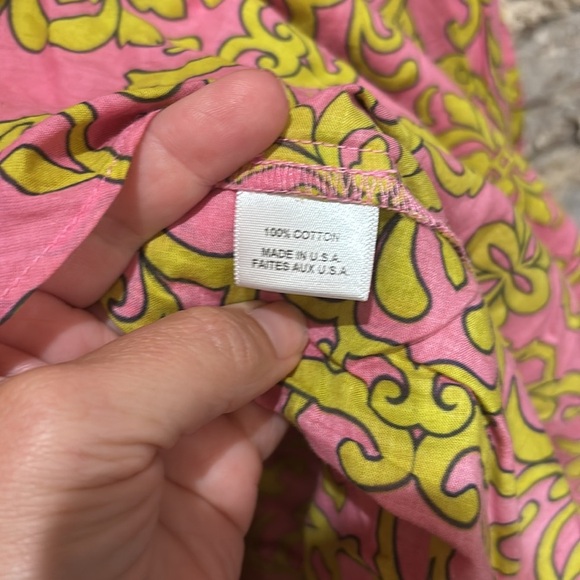 100% COTTON
MADE IN U.S.A.
FAITES AUX U.S.A.